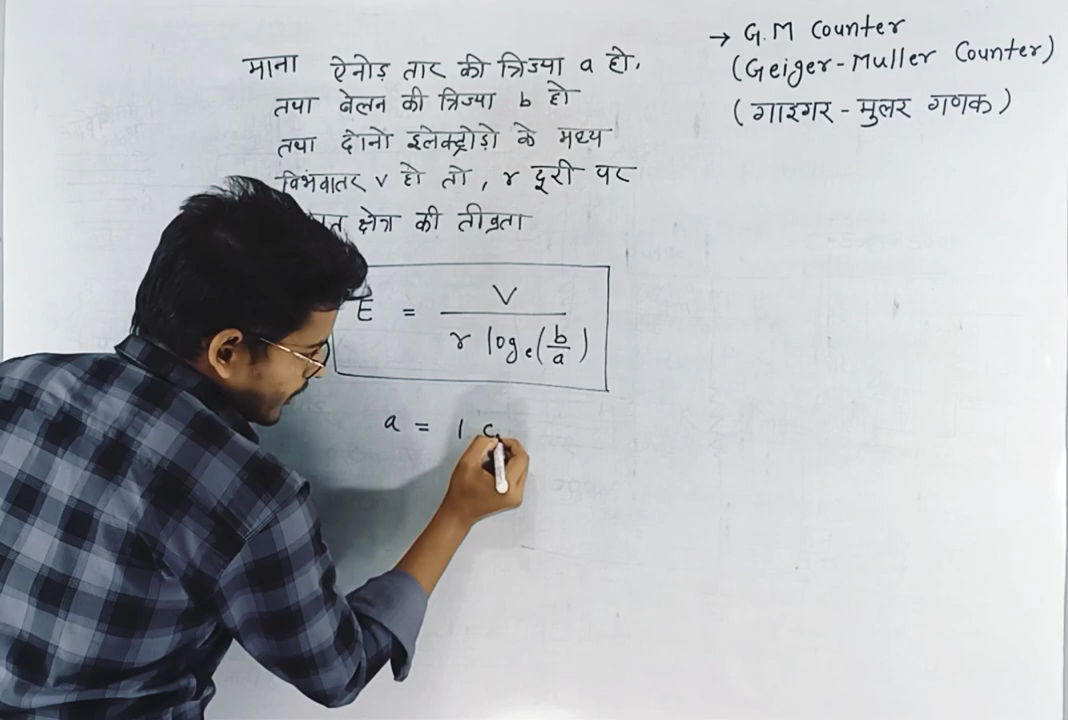 माना ऐनोड़ तार की त्रिज्या a हो,
तथा बेलन की त्रिज्या b हो
तथा दोनों इलेक्ट्रोड़ो के मध्य
विभवांतर v हो तो, r दूरी पर
क्षेत्र की तीव्रता
E = V / r logₑ(b/a)
a = 1 c
→ G.M Counter
(Geiger-Muller Counter)
(गाइगर-मुलर गणक)